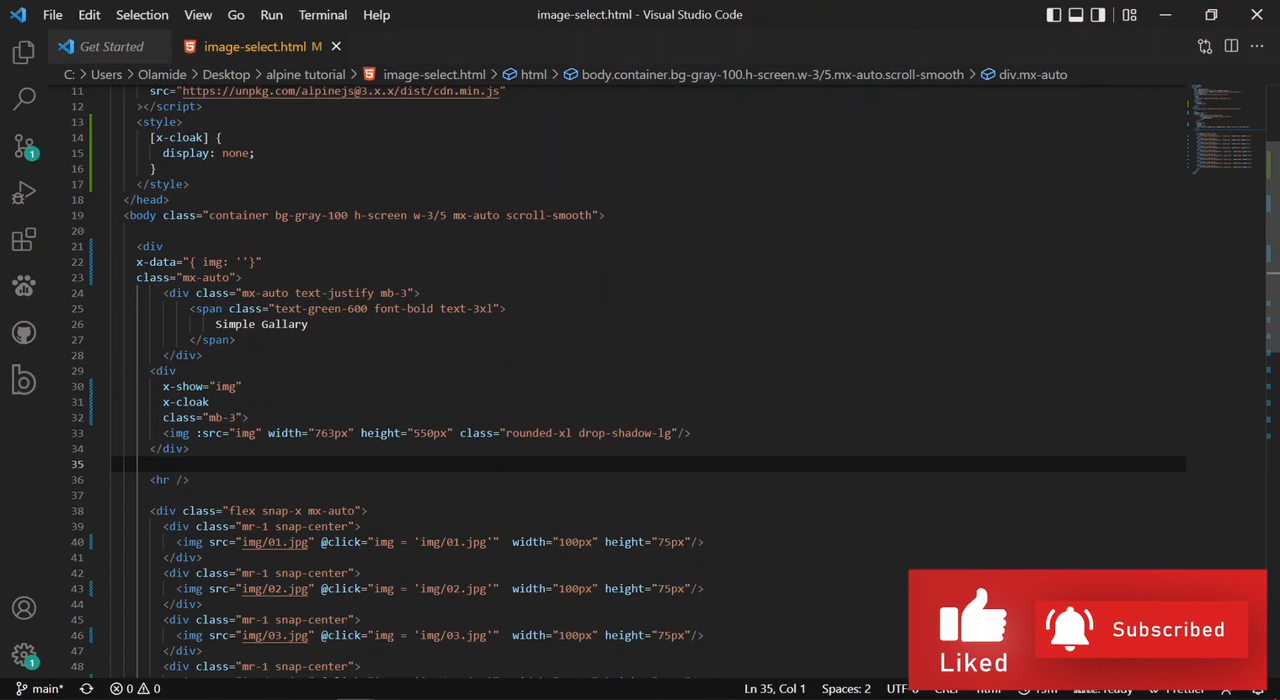 File Edit Selection View Go Run Terminal Help image-select.html - Visual Studio Code
Get Started image-select.html M
C: > Users > Olamide > Desktop > alpine tutorial > image-select.html > html > body.container.bg-gray-100.h-screen.w-3/5.mx-auto.scroll-smooth > div.mx-auto
11 src="https://unpkg.com/alpinejs@3.x.x/dist/cdn.min.js"
12 ></script>
13 <style>
14 [x-cloak] {
15 display: none;
16 }
17 </style>
18 </head>
19 <body class="container bg-gray-100 h-screen w-3/5 mx-auto scroll-smooth">
20
21 <div
22 x-data="{ img: ''}"
23 class="mx-auto">
24 <div class="mx-auto text-justify mb-3">
25 <span class="text-green-600 font-bold text-3xl">
26 Simple Gallary
27 </span>
28 </div>
29 <div
30 x-show="img"
31 x-cloak
32 class="mb-3">
33 <img :src="img" width="763px" height="550px" class="rounded-xl drop-shadow-lg"/>
34 </div>
35
36 <hr />
37
38 <div class="flex snap-x mx-auto">
39 <div class="mr-1 snap-center">
40 <img src="img/01.jpg" @click="img = 'img/01.jpg'" width="100px" height="75px"/>
41 </div>
42 <div class="mr-1 snap-center">
43 <img src="img/02.jpg" @click="img = 'img/02.jpg'" width="100px" height="75px"/>
44 </div>
45 <div class="mr-1 snap-center">
46 <img src="img/03.jpg" @click="img = 'img/03.jpg'" width="100px" height="75px"/>
47 </div>
48 <div class="mr-1 snap-center">
1
1
Liked
Subscribed
main* 0 0 Ln 35, Col 1 Spaces: 2